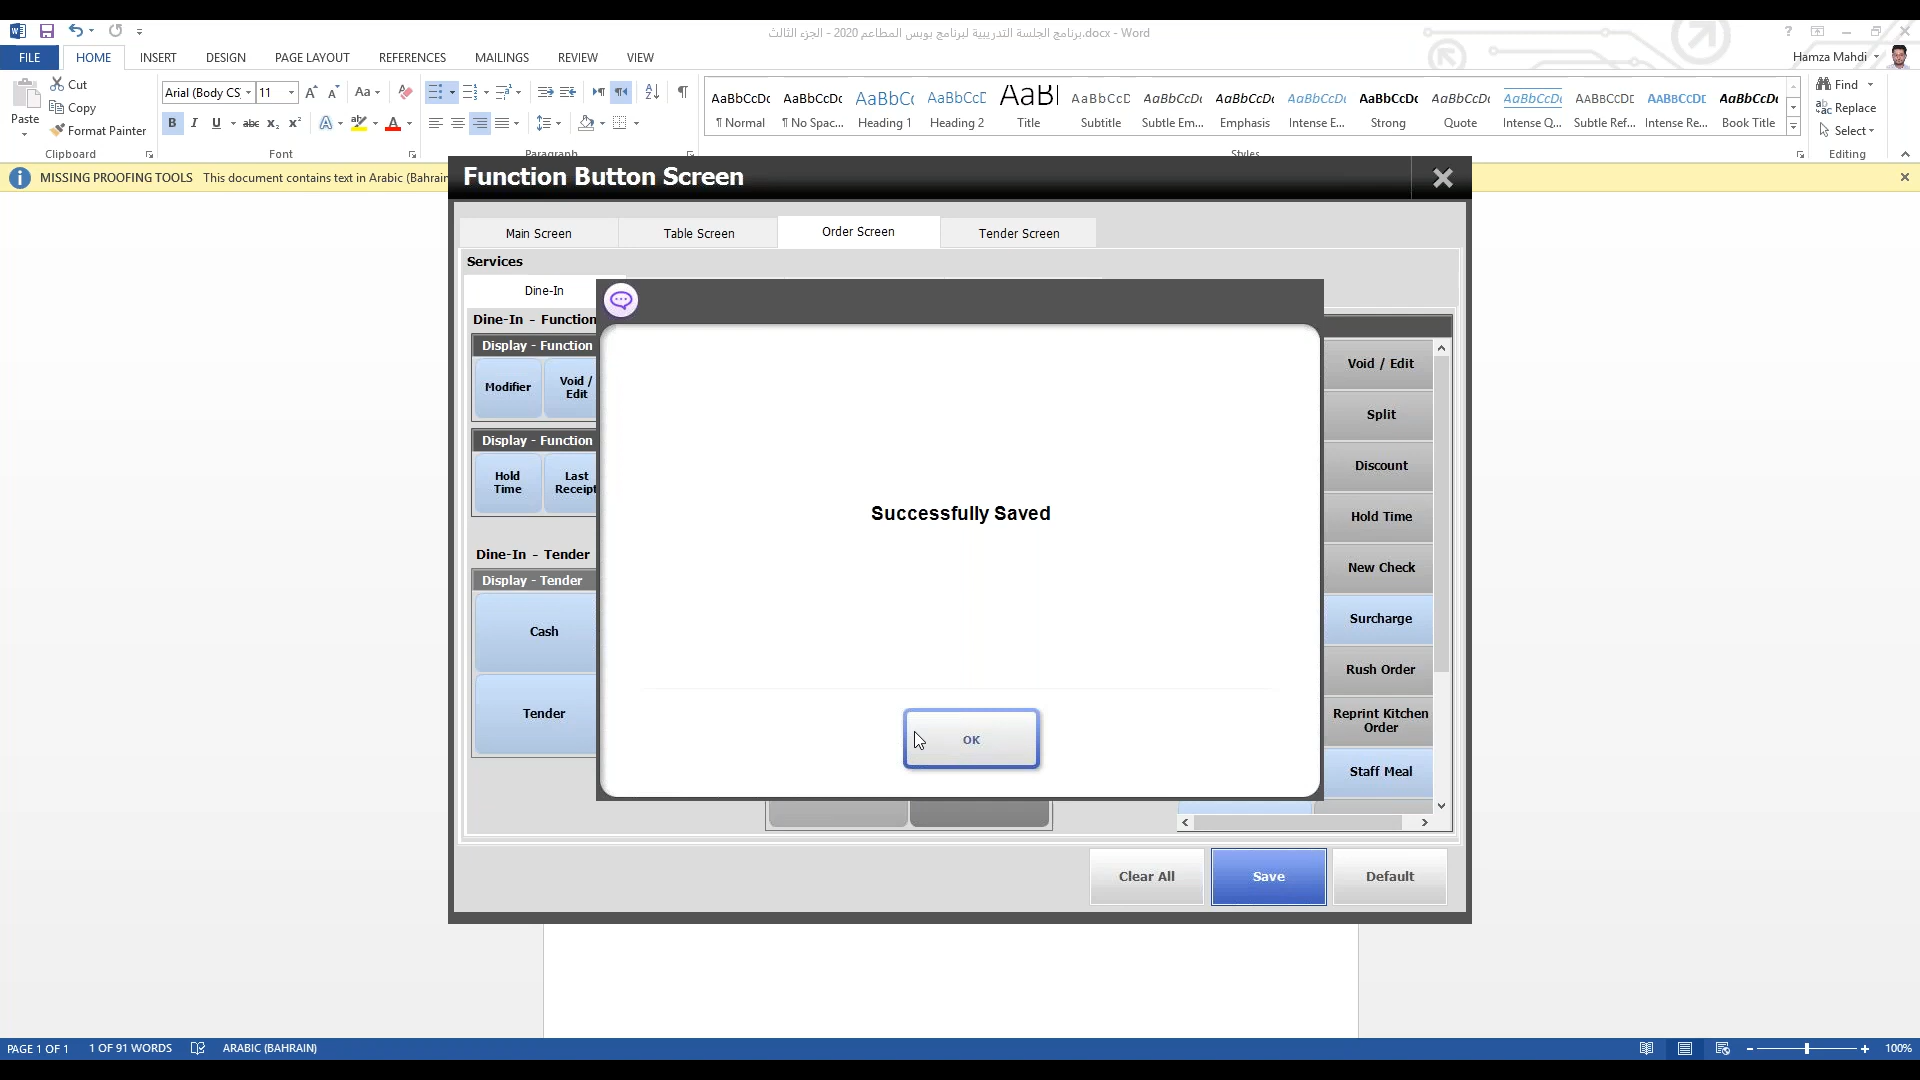 برنامج الجلسة التدريبية لبرنامج بوبس المطاعم 2020 - الجزء الثالث.docx - Word
FILE HOME INSERT DESIGN PAGE LAYOUT REFERENCES MAILINGS REVIEW VIEW
Hamza Mahdi
Paste
Cut
Copy
Format Painter
Clipboard
Arial (Body CS 11
Font
Paragraph
AaBbCcDc AaBbCcDc AaBbCc AaBbCcC AaBl AaBbCcC AaBbCcDc AaBbCcDc AaBbCcDc AaBbCcDc AaBbCcDc AaBbCcDc AaBbCcDc AaBbCcDc AaBbCcDc
¶ Normal ¶ No Spac... Heading 1 Heading 2 Title Subtitle Subtle Em... Emphasis Intense E... Strong Quote Intense Q... Subtle Ref... Intense Re... Book Title
Styles
Find
Replace
Select
Editing
MISSING PROOFING TOOLS This document contains text in Arabic (Bahrain
Function Button Screen
Main Screen Table Screen Order Screen Tender Screen
Services
Dine-In
Dine-In - Function
Display - Function
Modifier
Void / Edit
Display - Function
Hold Time
Last Receipt
Dine-In - Tender
Display - Tender
Cash
Tender
Successfully Saved
OK
Void / Edit
Split
Discount
Hold Time
New Check
Surcharge
Rush Order
Reprint Kitchen
Order
Staff Meal
Clear All Save Default
PAGE 1 OF 1 1 OF 91 WORDS ARABIC (BAHRAIN) 100%